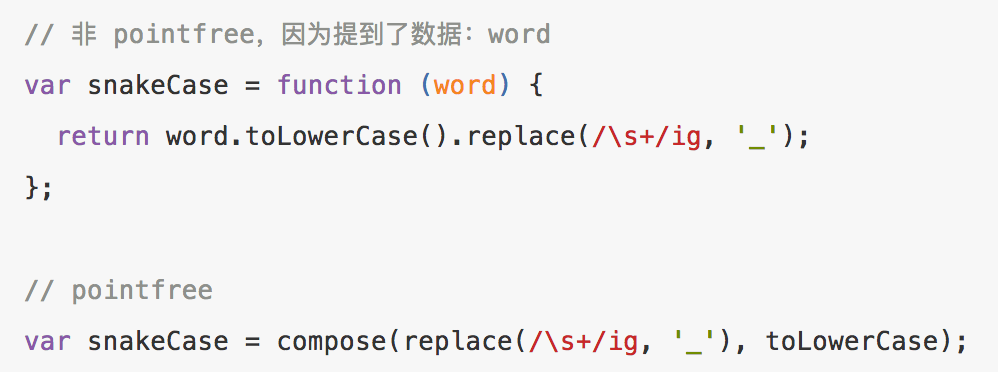 // 非 pointfree，因为提到了数据：word
var snakeCase = function (word) {
  return word.toLowerCase().replace(/\s+/ig, '_');
};
// pointfree
var snakeCase = compose(replace(/\s+/ig, '_'), toLowerCase);